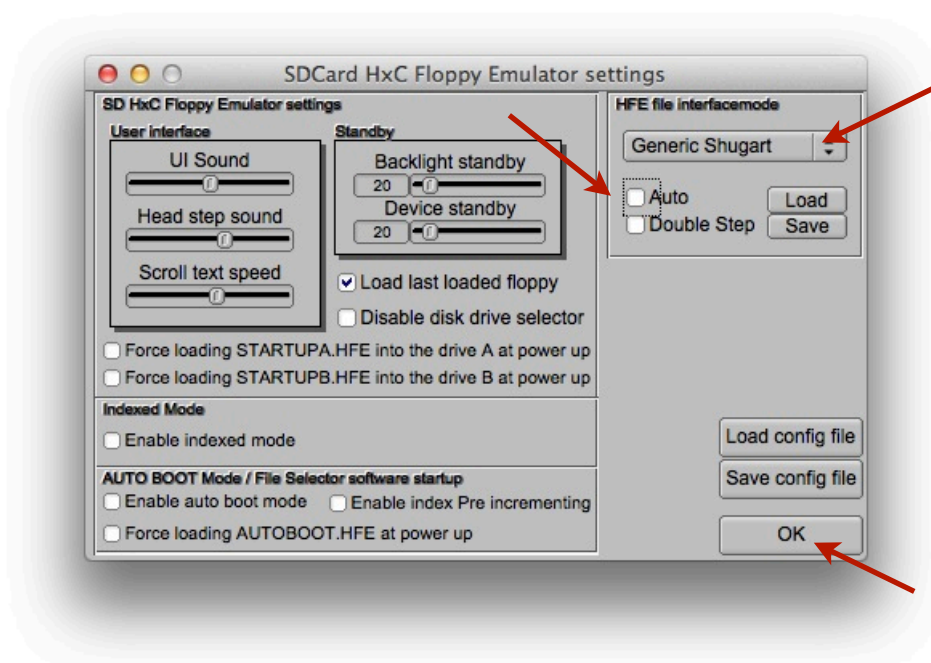 SDCard HxC Floppy Emulator settings
SD HxC Floppy Emulator settings
User interface
UI Sound
Head step sound
Scroll text speed
Standby
Backlight standby
20
Device standby
20
Load last loaded floppy
Disable disk drive selector
Force loading STARTUPA.HFE into the drive A at power up
Force loading STARTUPB.HFE into the drive B at power up
Indexed Mode
Enable indexed mode
AUTO BOOT Mode / File Selector software startup
Enable auto boot mode
Enable index Pre incrementing
Force loading AUTOBOOT.HFE at power up
HFE file interfacemode
Generic Shugart
Auto
Load
Double Step
Save
Load config file
Save config file
OK